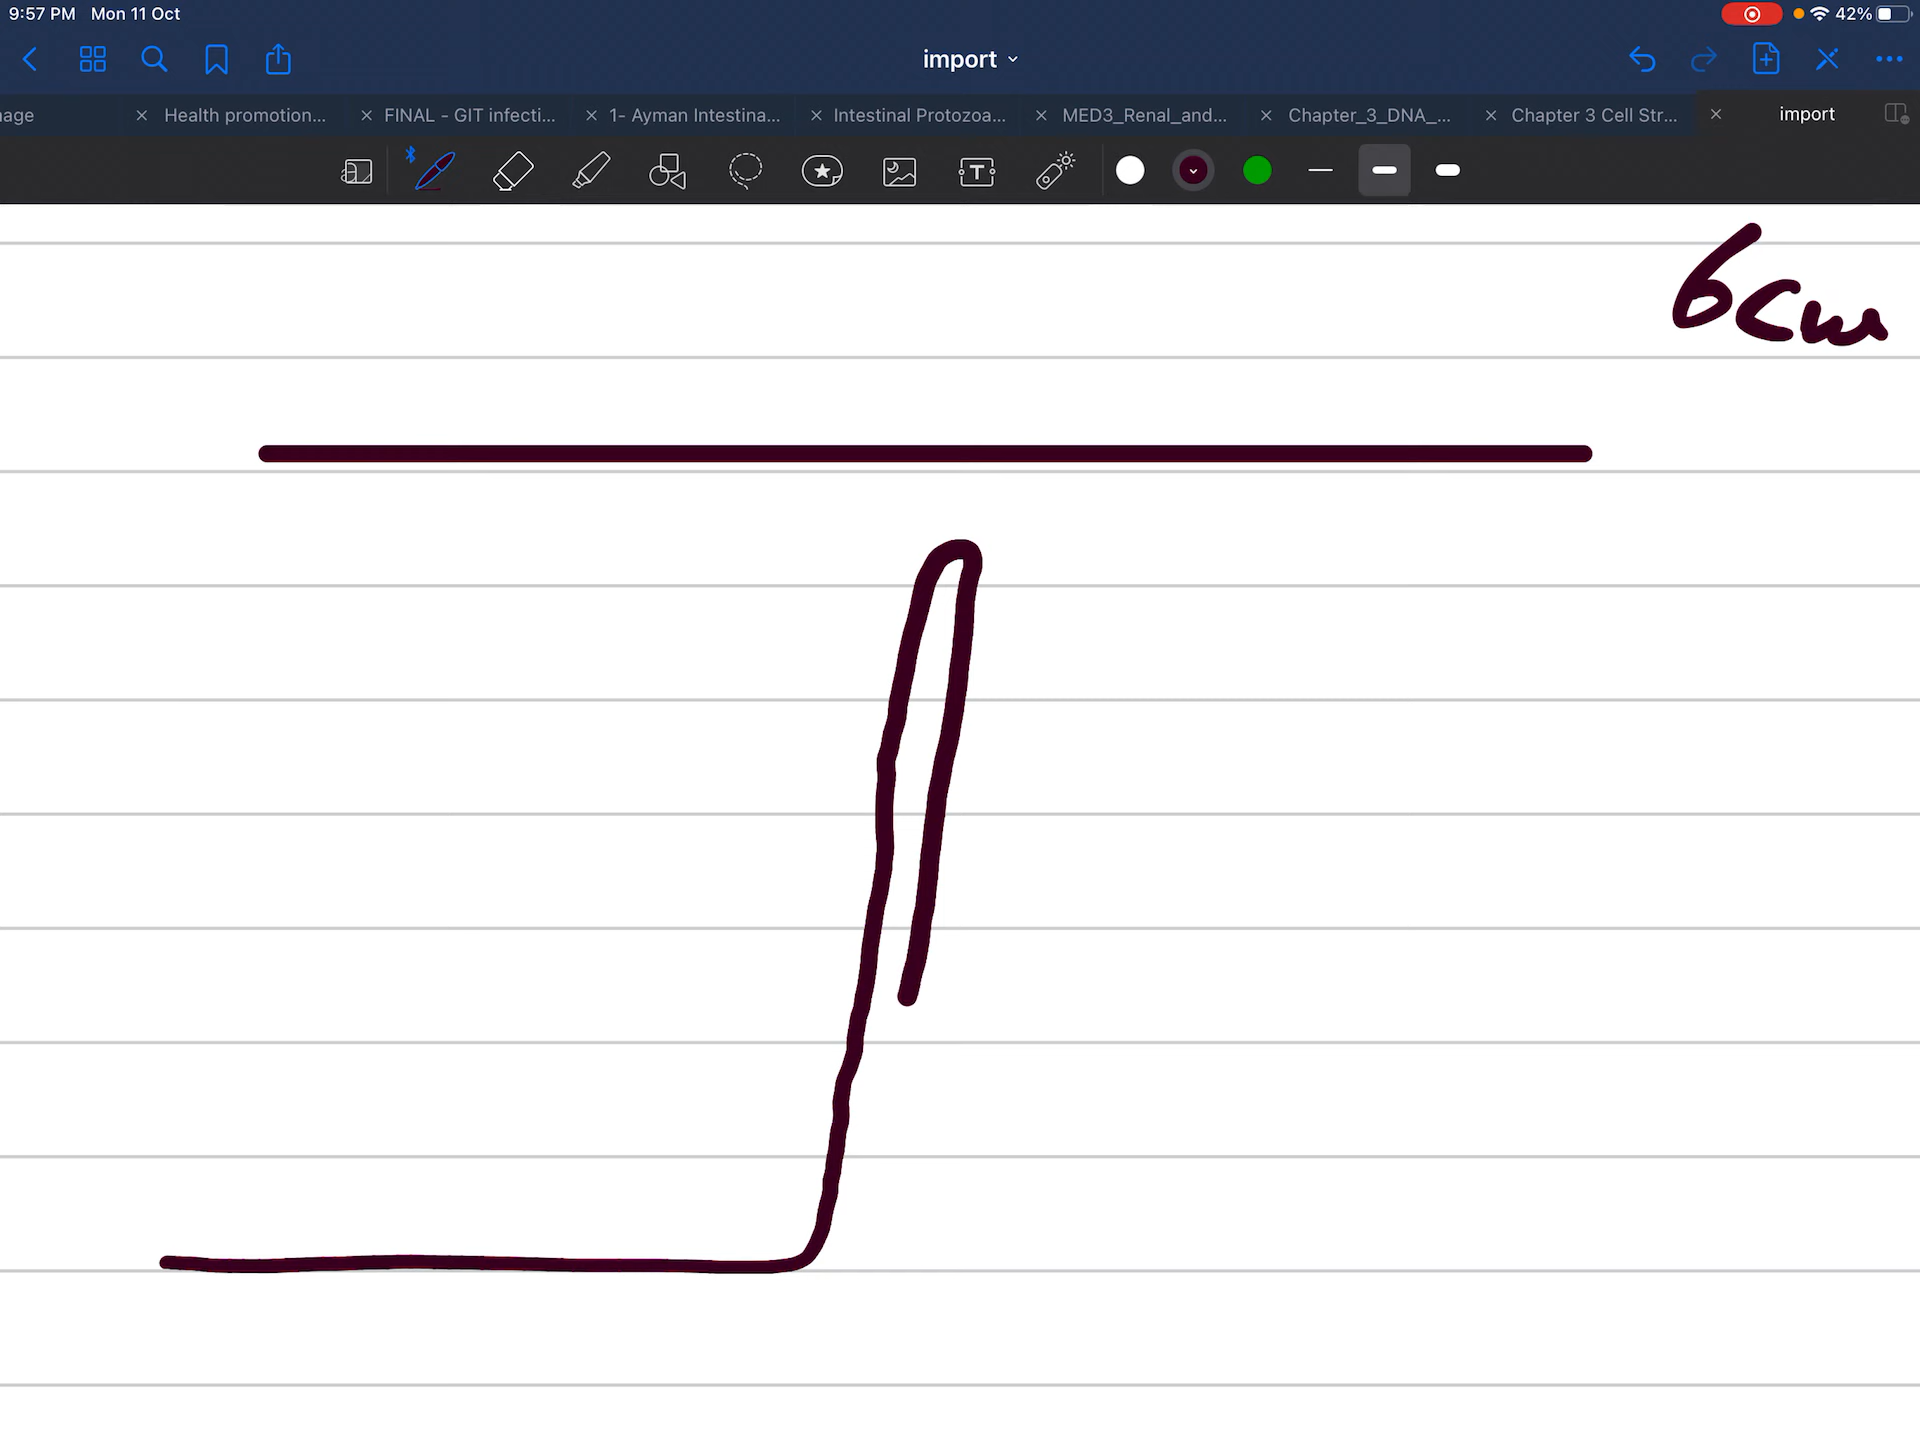 9:57 PM Mon 11 Oct 42%
import
age Health promotion... FINAL - GIT infecti... 1- Ayman Intestina... Intestinal Protozoa... MED3_Renal_and... Chapter_3_DNA_... Chapter 3 Cell Str... import
6cm